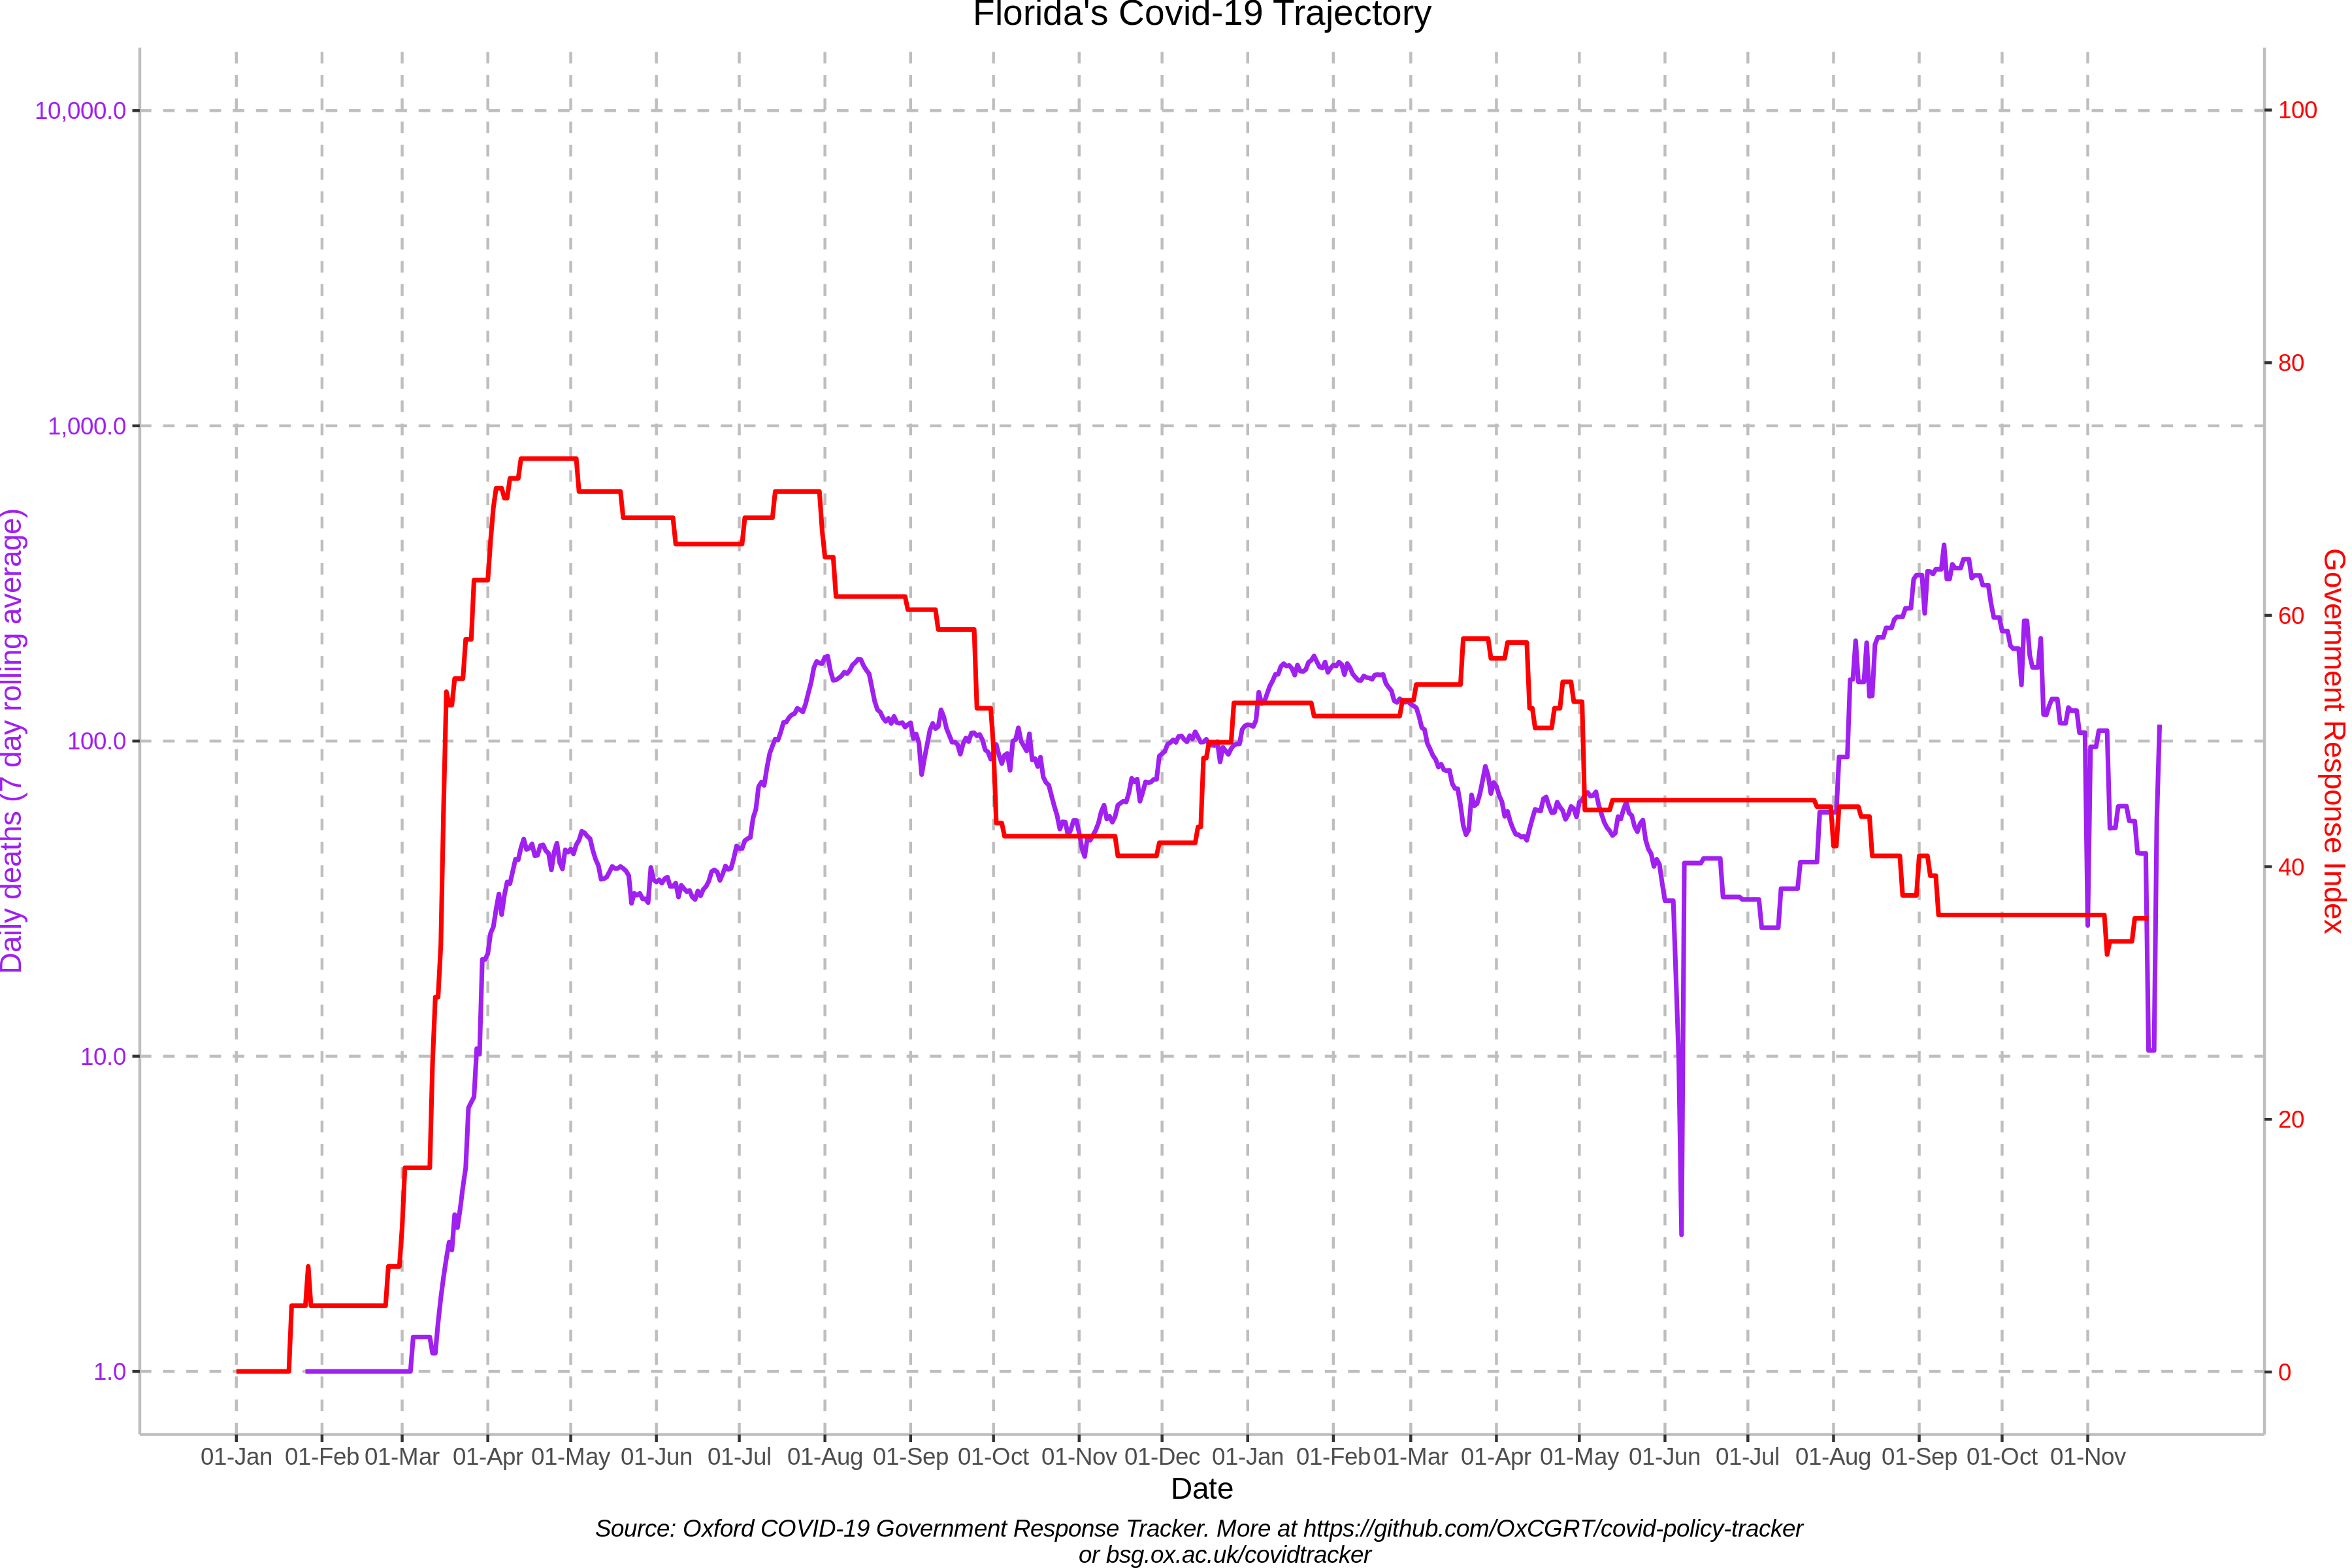 Florida's Covid-19 Trajectory
10,000.0
1,000.0
100.0
10.0
1.0
Daily deaths (7 day rolling average)
100
80
60
40
20
0
Government Response Index
01-Jan 01-Feb 01-Mar 01-Apr 01-May 01-Jun 01-Jul 01-Aug 01-Sep 01-Oct 01-Nov 01-Dec 01-Jan 01-Feb 01-Mar 01-Apr 01-May 01-Jun 01-Jul 01-Aug 01-Sep 01-Oct 01-Nov
Date
Source: Oxford COVID-19 Government Response Tracker. More at https://github.com/OxCGRT/covid-policy-tracker
or bsg.ox.ac.uk/covidtracker